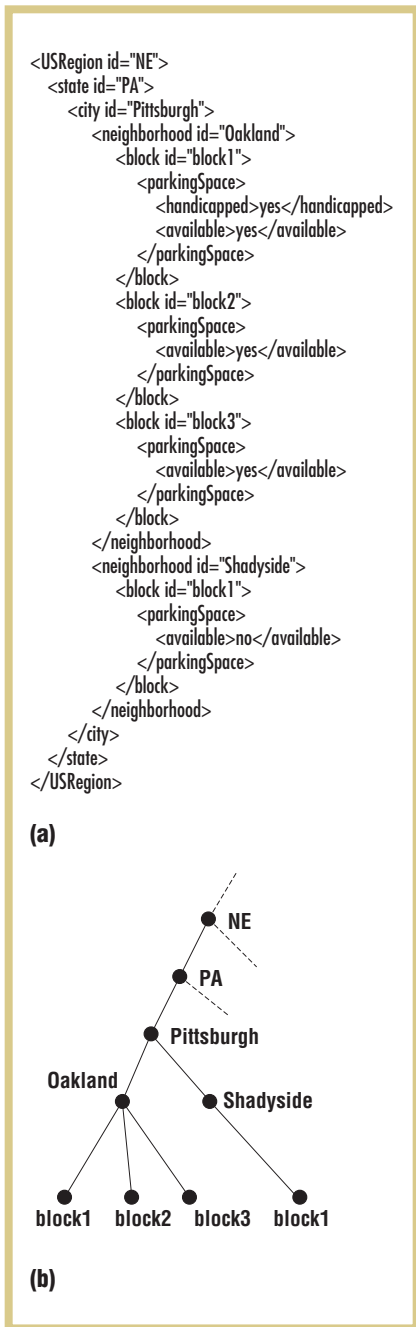 <USRegion id="NE">
<state id="PA">
<city id="Pittsburgh">
<neighborhood id="Oakland">
<block id="block1">
<parkingSpace>
<handicapped>yes</handicapped>
<available>yes</available>
</parkingSpace>
</block>
<block id="block2">
<parkingSpace>
<available>yes</available>
</parkingSpace>
</block>
<block id="block3">
<parkingSpace>
<available>yes</available>
</parkingSpace>
</block>
</neighborhood>
<neighborhood id="Shadyside">
<block id="block1">
<parkingSpace>
<available>no</available>
</parkingSpace>
</block>
</neighborhood>
</city>
</state>
</USRegion>
(a)
NE
PA
Pittsburgh
Oakland
Shadyside
block1 block2 block3 block1
(b)